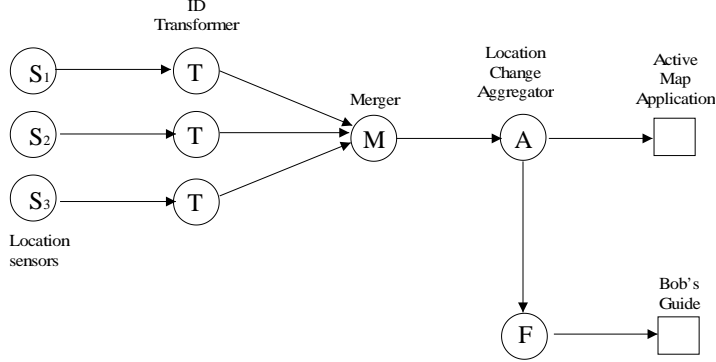 ID
Transformer
Location
Change
Aggregator
Active
Map
Application
Merger
S1
T
S2
T
M
A
S3
T
Location
sensors
Bob's
Guide
F